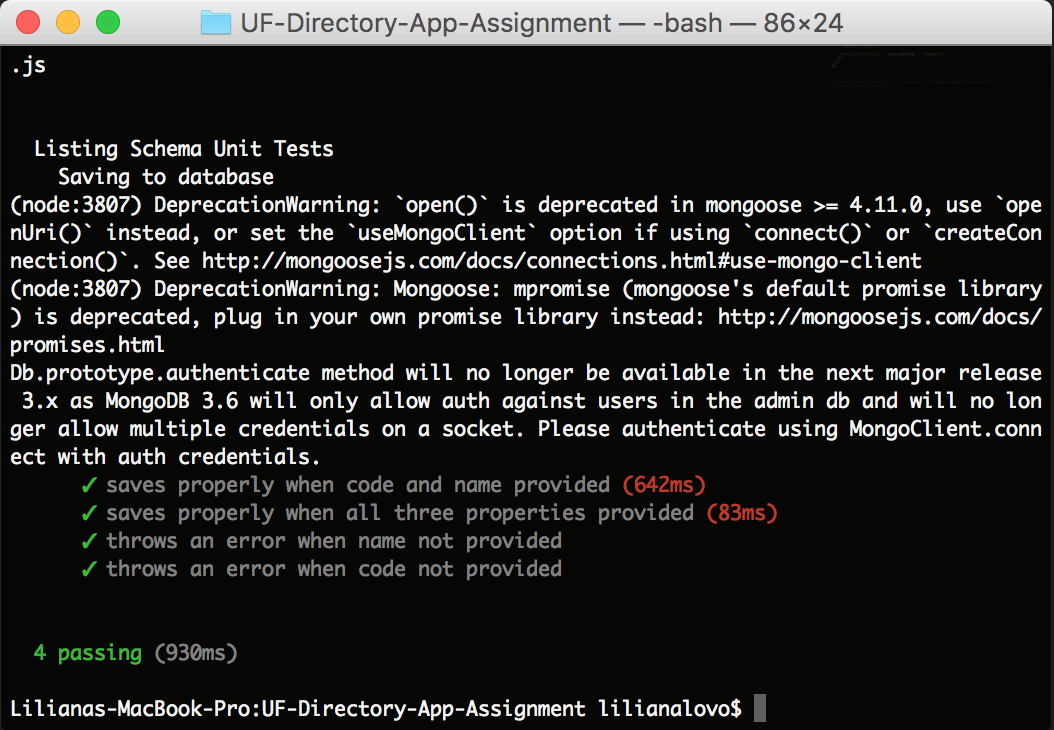 UF-Directory-App-Assignment — -bash — 86×24
.js
Listing Schema Unit Tests
Saving to database
(node:3807) DeprecationWarning: `open()` is deprecated in mongoose >= 4.11.0, use `ope
nUri()` instead, or set the `useMongoClient` option if using `connect()` or `createCon
nection()`. See http://mongoosejs.com/docs/connections.html#use-mongo-client
(node:3807) DeprecationWarning: Mongoose: mpromise (mongoose's default promise library
) is deprecated, plug in your own promise library instead: http://mongoosejs.com/docs/
promises.html
Db.prototype.authenticate method will no longer be available in the next major release
 3.x as MongoDB 3.6 will only allow auth against users in the admin db and will no lon
ger allow multiple credentials on a socket. Please authenticate using MongoClient.conn
ect with auth credentials.
✓ saves properly when code and name provided (642ms)
✓ saves properly when all three properties provided (83ms)
✓ throws an error when name not provided
✓ throws an error when code not provided
4 passing (930ms)
Lilianas-MacBook-Pro:UF-Directory-App-Assignment lilianalovo$